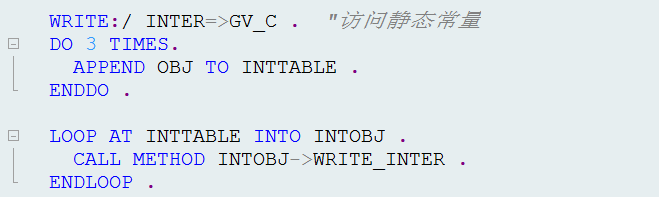 WRITE:/ INTER=>GV_C . "访问静态常量
DO 3 TIMES.
APPEND OBJ TO INTTABLE .
ENDDO .
LOOP AT INTTABLE INTO INTOBJ .
CALL METHOD INTOBJ->WRITE_INTER .
ENDLOOP .